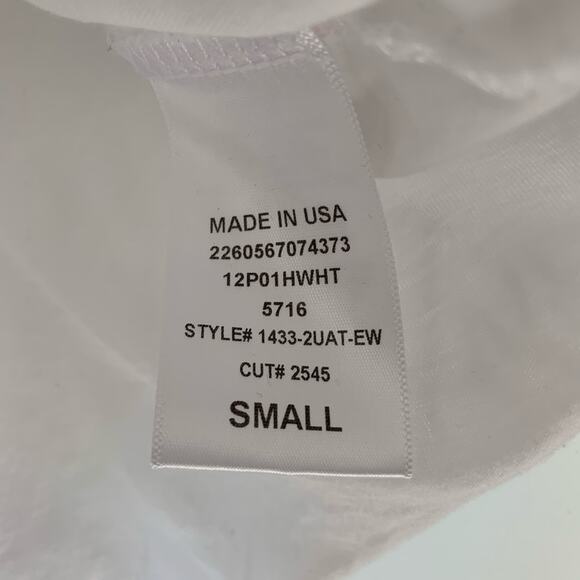 MADE IN USA
2260567074373
12P01HWHT
5716
STYLE# 1433-2UAT-EW
CUT# 2545
SMALL